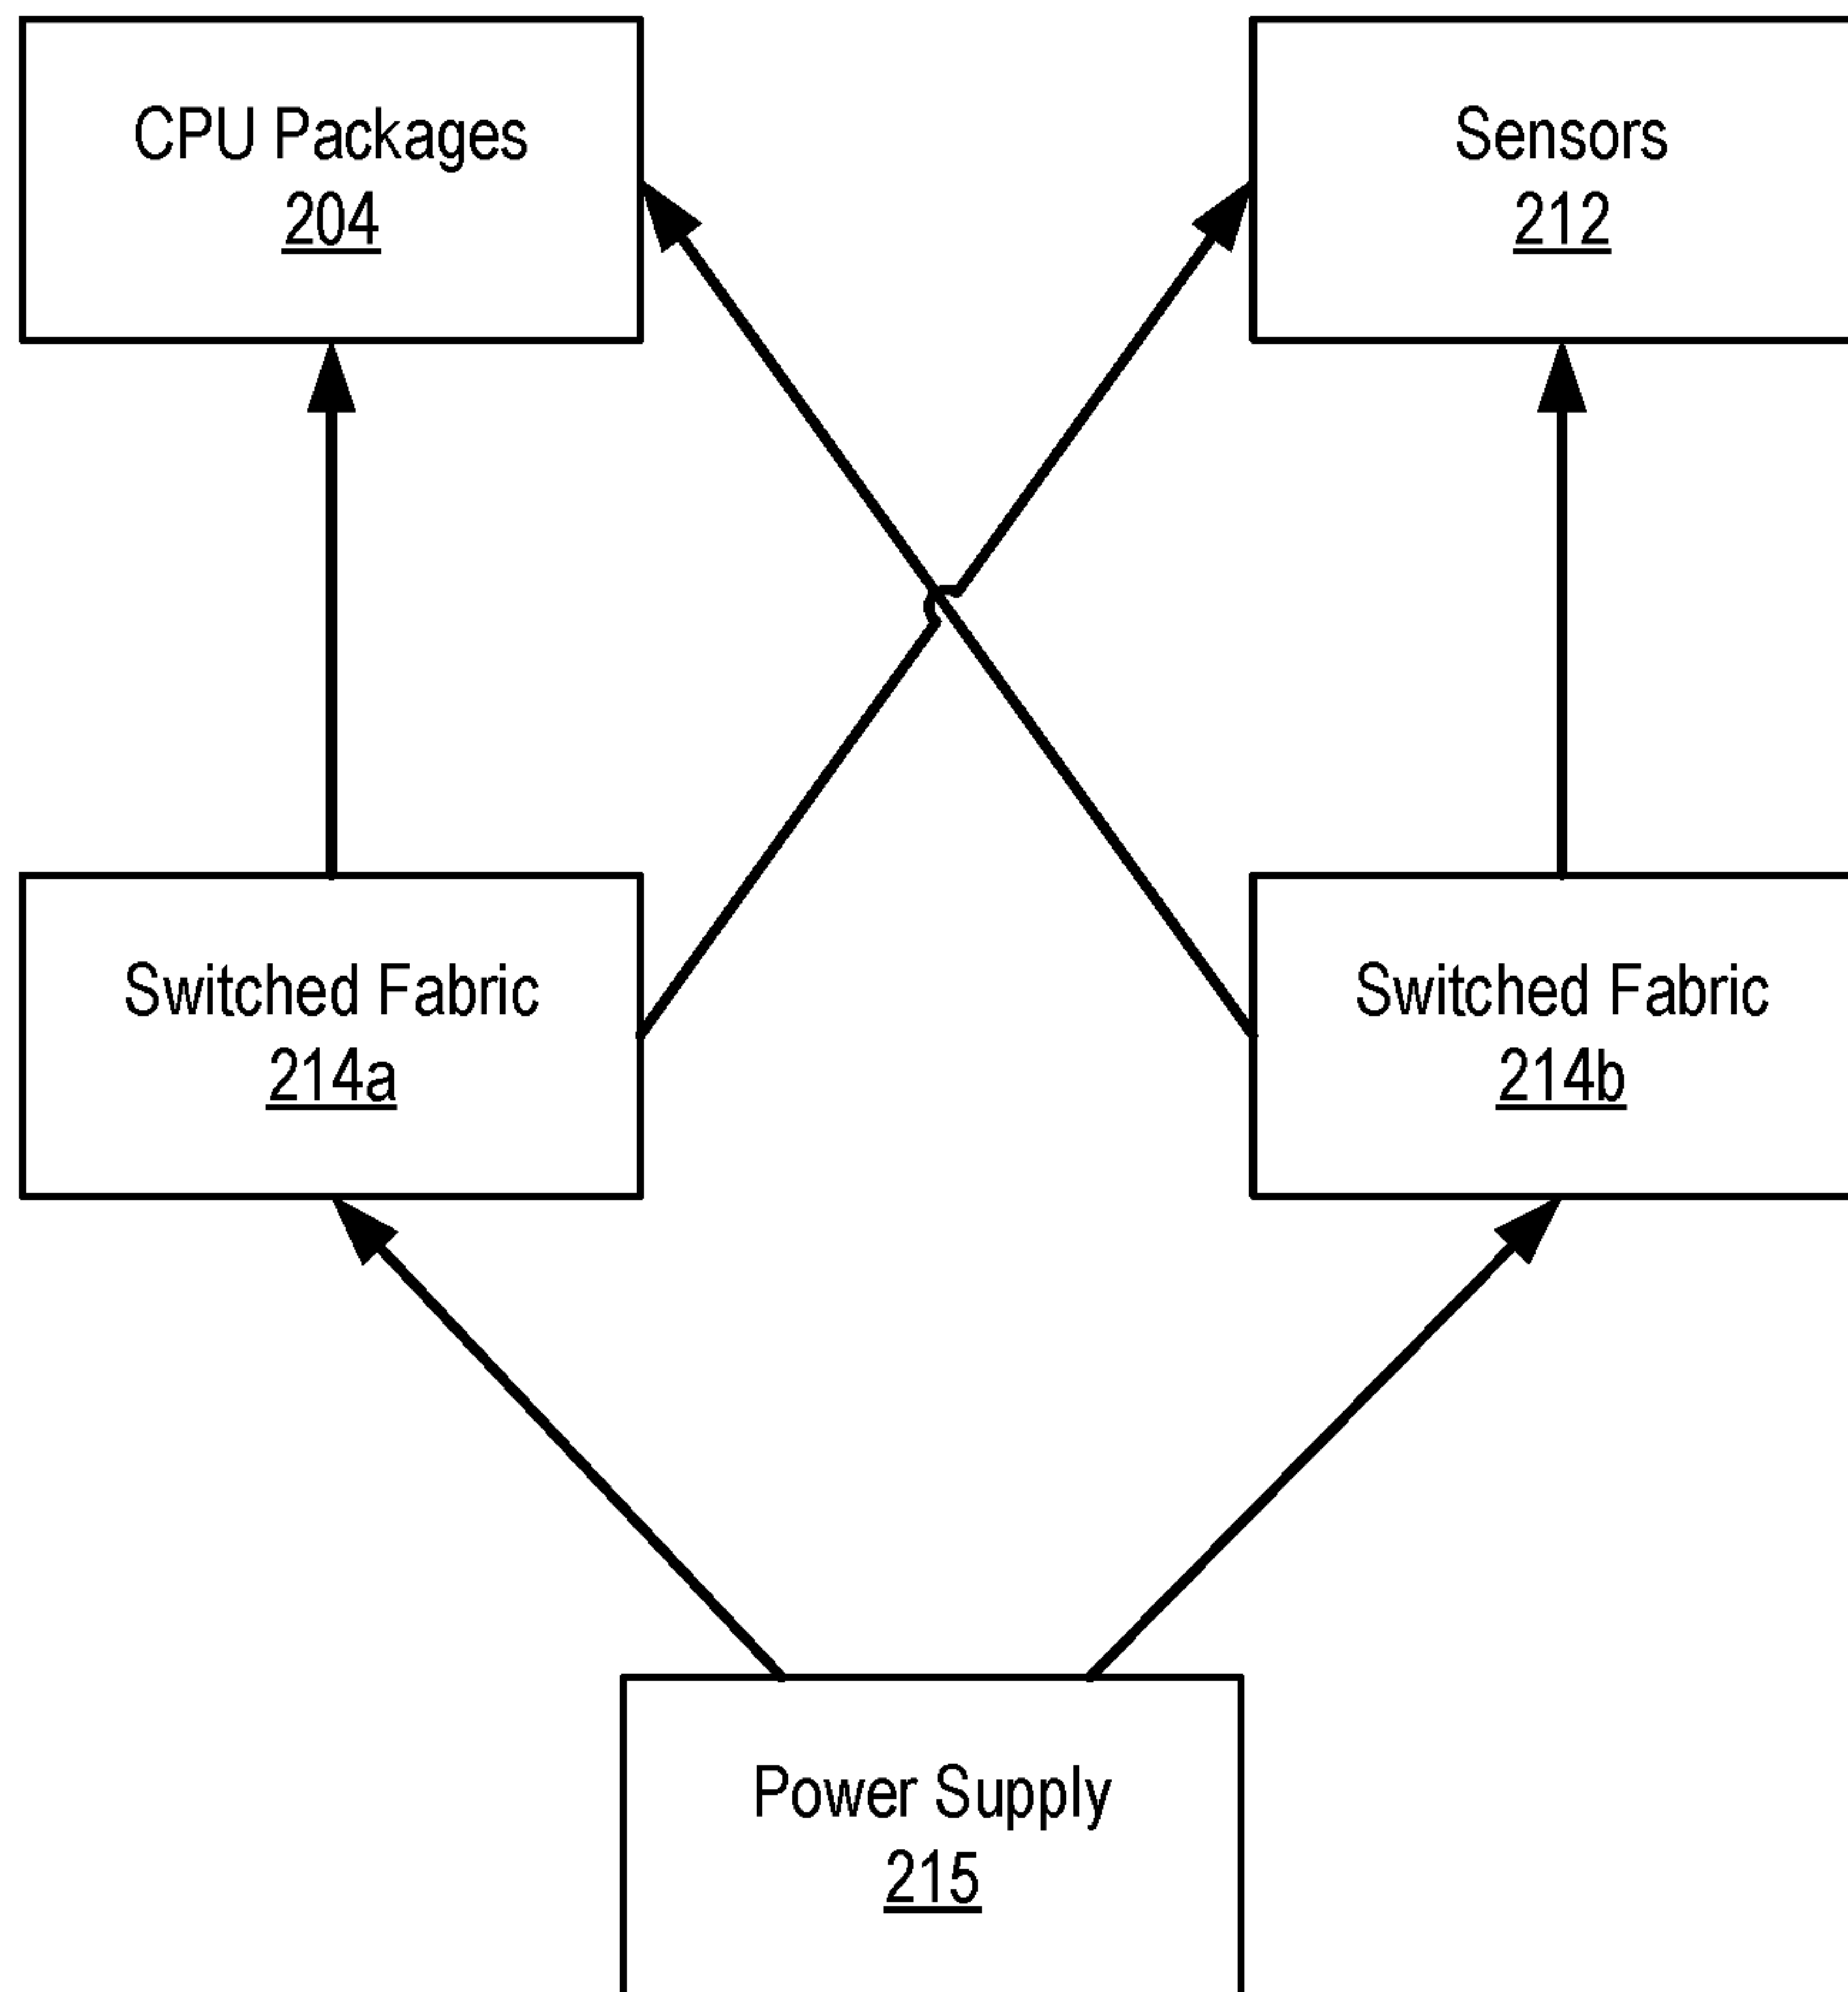 CPU Packages
204
Sensors
212
Switched Fabric
214a
Switched Fabric
214b
Power Supply
215